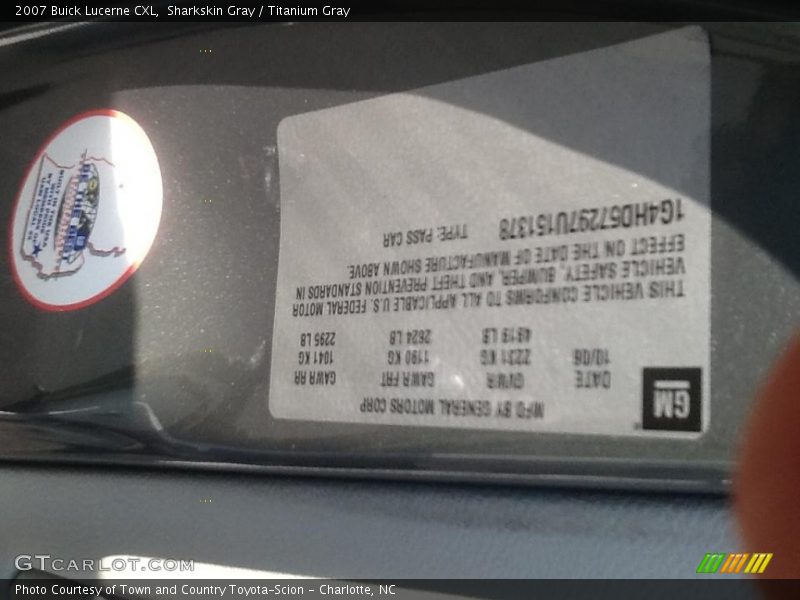 2007 Buick Lucerne CXL, Sharkskin Gray / Titanium Gray
GM
MFD BY GENERAL MOTORS CORP
DATE GVWR GAWR FRT GAWR RR
10/06 2231 KG 1190 KG 1041 KG
4919 LB 2624 LB 2295 LB
THIS VEHICLE CONFORMS TO ALL APPLICABLE U.S. FEDERAL MOTOR
VEHICLE SAFETY, BUMPER, AND THEFT PREVENTION STANDARDS IN
EFFECT ON THE DATE OF MANUFACTURE SHOWN ABOVE.
1G4HD57297U151378 TYPE: PASS CAR
GTCARLOT.COM
Photo Courtesy of Town and Country Toyota-Scion - Charlotte, NC